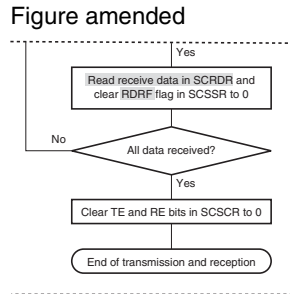 Figure amended
Yes
Read receive data in SCRDR and
clear RDRF flag in SCSSR to 0
No
All data received?
Yes
Clear TE and RE bits in SCSCR to 0
End of transmission and reception